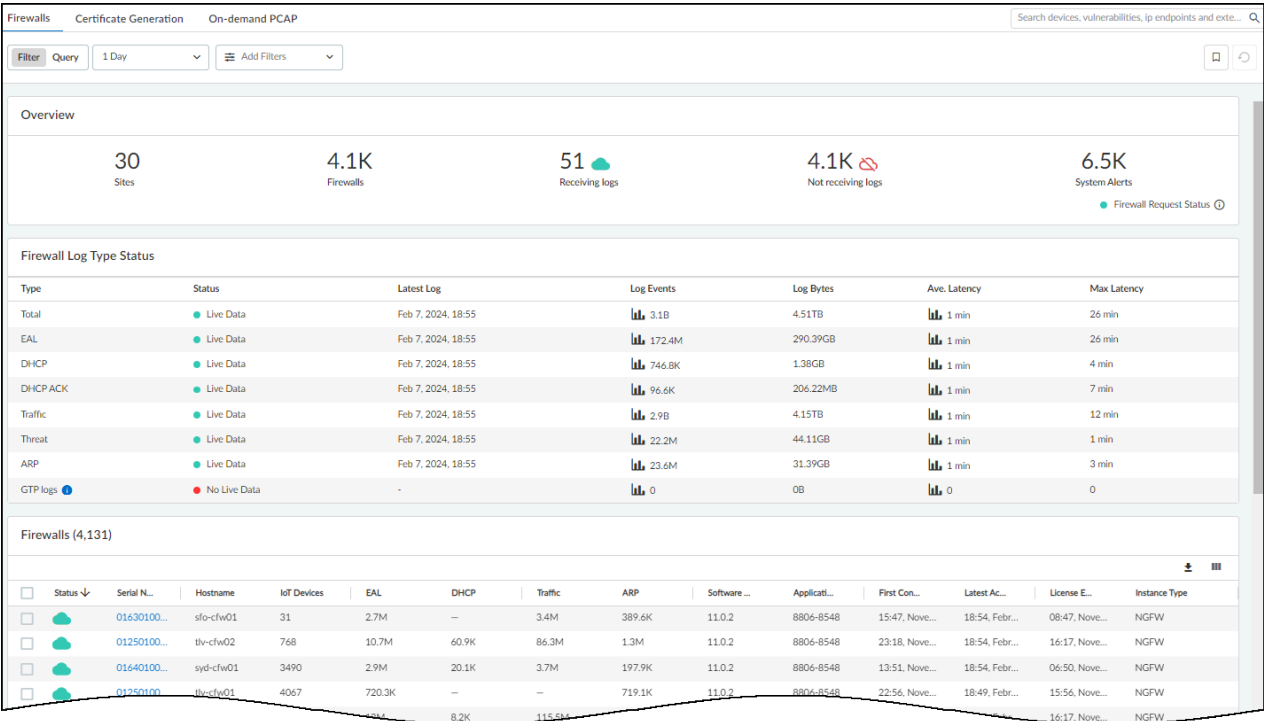 Firewalls Certificate Generation On-demand PCAP Search devices, vulnerabilities, ip endpoints and exte...
Filter Query 1 Day Add Filters
Overview
30 4.1K 51 4.1K 6.5K
Sites Firewalls Receiving logs Not receiving logs System Alerts
Firewall Request Status
Firewall Log Type Status
Type Status Latest Log Log Events Log Bytes Ave. Latency Max Latency
Total Live Data Feb 7, 2024, 18:55 3.1B 4.51TB 1 min 26 min
EAL Live Data Feb 7, 2024, 18:55 172.4M 290.39GB 1 min 26 min
DHCP Live Data Feb 7, 2024, 18:55 746.8K 1.38GB 1 min 4 min
DHCP ACK Live Data Feb 7, 2024, 18:55 96.6K 206.22MB 1 min 7 min
Traffic Live Data Feb 7, 2024, 18:55 2.9B 4.15TB 1 min 12 min
Threat Live Data Feb 7, 2024, 18:55 22.2M 44.11GB 1 min 1 min
ARP Live Data Feb 7, 2024, 18:55 23.6M 31.39GB 1 min 3 min
GTP logs No Live Data - 0 0B 0 0
Firewalls (4,131)
Status Serial N... Hostname IoT Devices EAL DHCP Traffic ARP Software ... Applicati... First Con... Latest Ac... License E... Instance Type
01630100... sfo-cfw01 31 2.7M — 3.4M 389.6K 11.0.2 8806-8548 15:47, Nove... 18:54, Febr... 08:47, Nove... NGFW
01250100... tlv-cfw02 768 10.7M 60.9K 86.3M 1.3M 11.0.2 8806-8548 23:18, Nove... 18:54, Febr... 16:17, Nove... NGFW
01640100... syd-cfw01 3490 2.9M 20.1K 3.7M 197.9K 11.0.2 8806-8548 13:51, Nove... 18:54, Febr... 06:50, Nove... NGFW
01250100... tlv-cfw01 4067 720.3K — — 719.1K 11.0.2 8806-8548 22:56, Nove... 18:49, Febr... 15:56, Nove... NGFW
8.2K 115.5M 16:17, Nove... NGFW